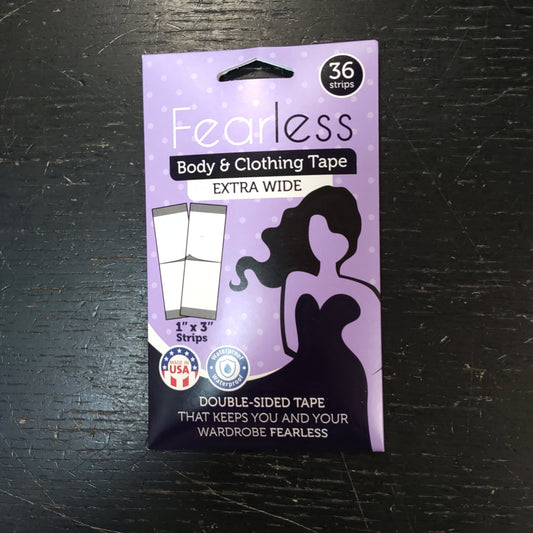 36
strips
Fearless
Body & Clothing Tape
EXTRA WIDE
1" x 3"
Strips
MADE IN
USA
Waterproof
Waterproof
DOUBLE-SIDED TAPE
THAT KEEPS YOU AND YOUR
WARDROBE FEARLESS